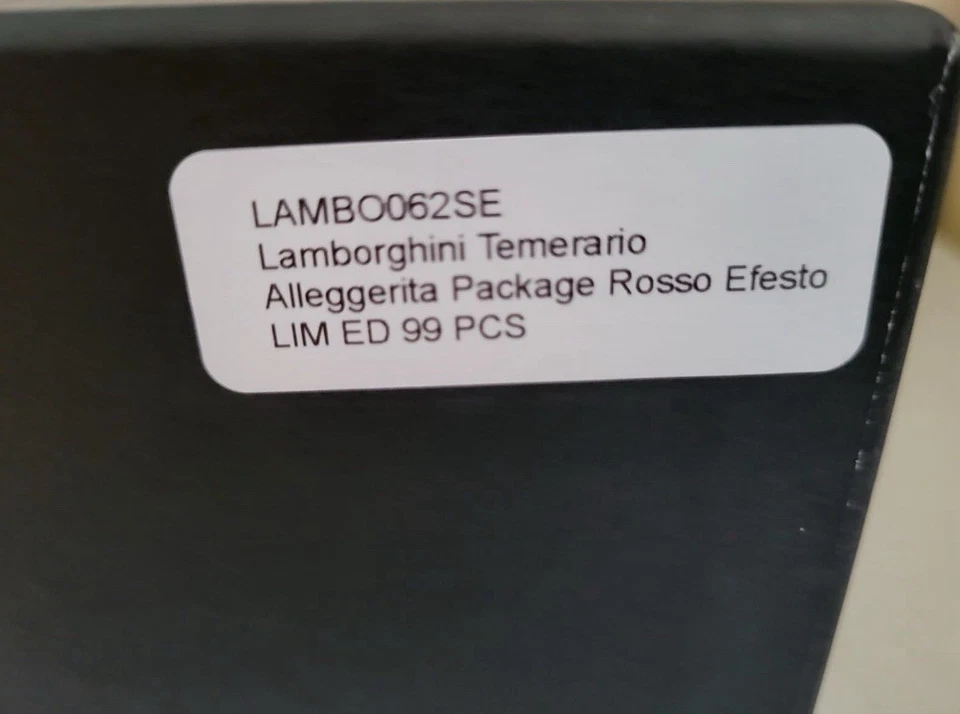 LAMBO062SE
Lamborghini Temerario
Alleggerita Package Rosso Efesto
LIM ED 99 PCS